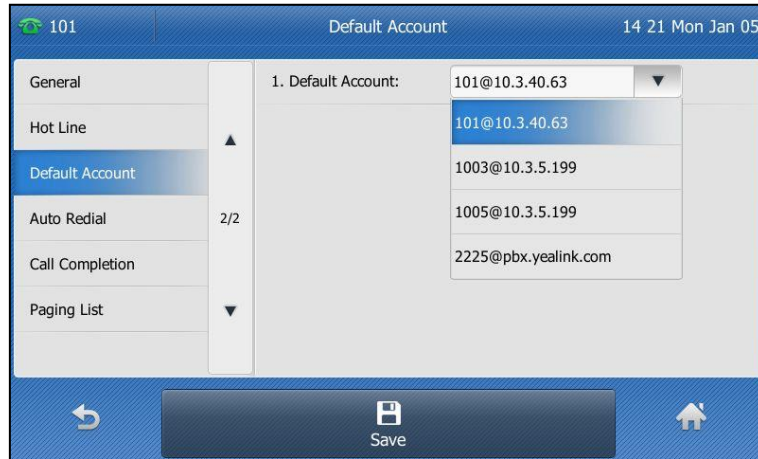 101 Default Account 14 21 Mon Jan 05
General
Hot Line
Default Account
Auto Redial
Call Completion
Paging List
2/2
1. Default Account: 101@10.3.40.63
101@10.3.40.63
1003@10.3.5.199
1005@10.3.5.199
2225@pbx.yealink.com
Save